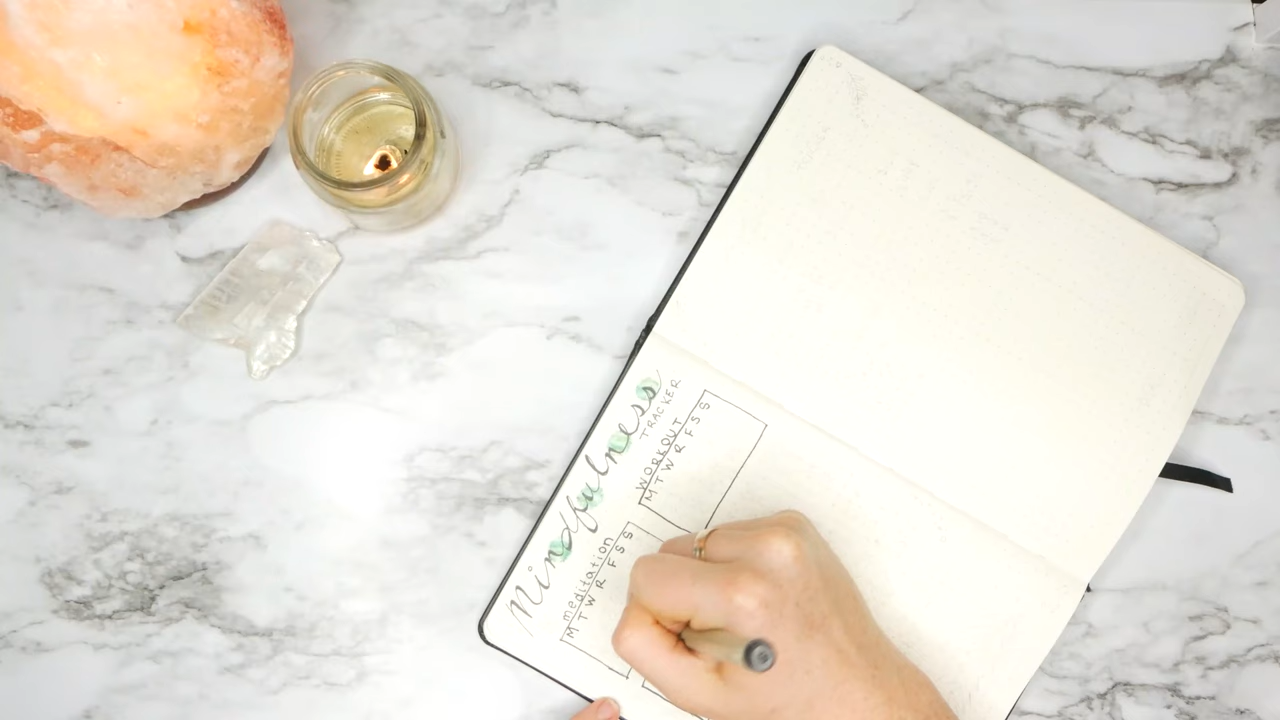 Mindfulness
TRACKER
meditation
M T W R F S S
WORKOUT
M T W R F S S